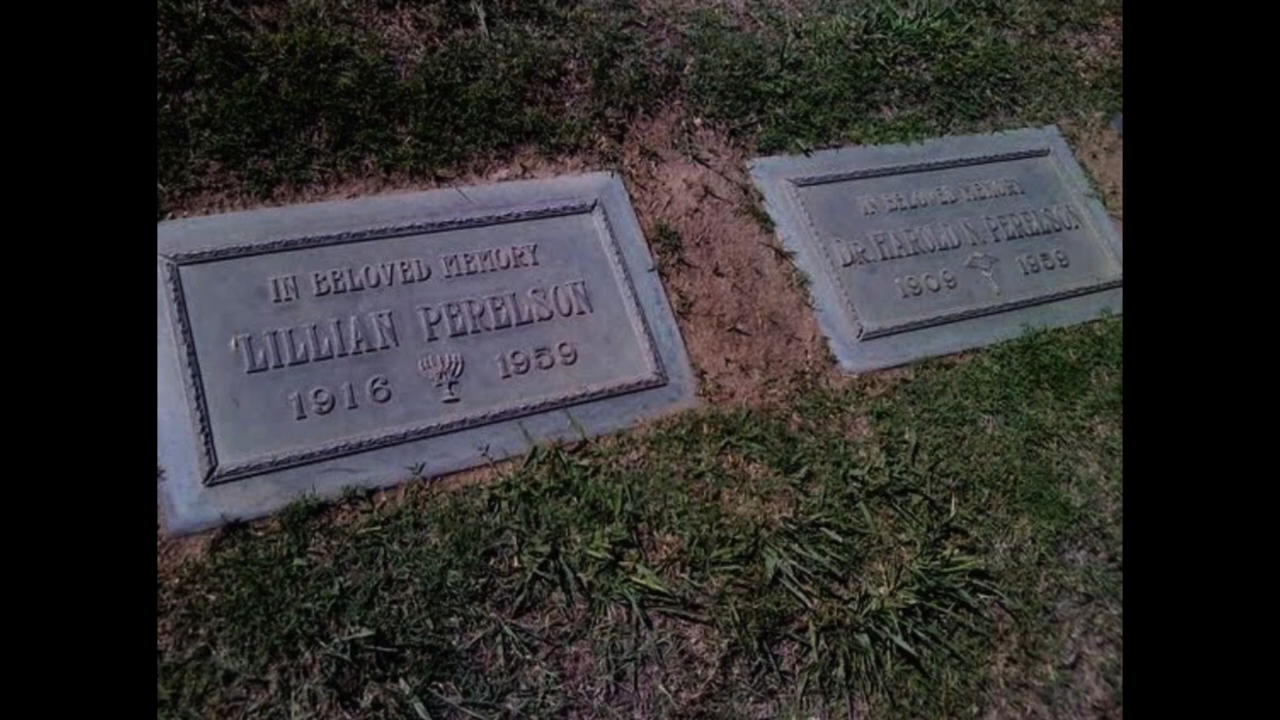 IN BELOVED MEMORY
LILLIAN PERELSON
1916 1959
IN BELOVED MEMORY
DR. HAROLD N. PERELSON
1909 1959